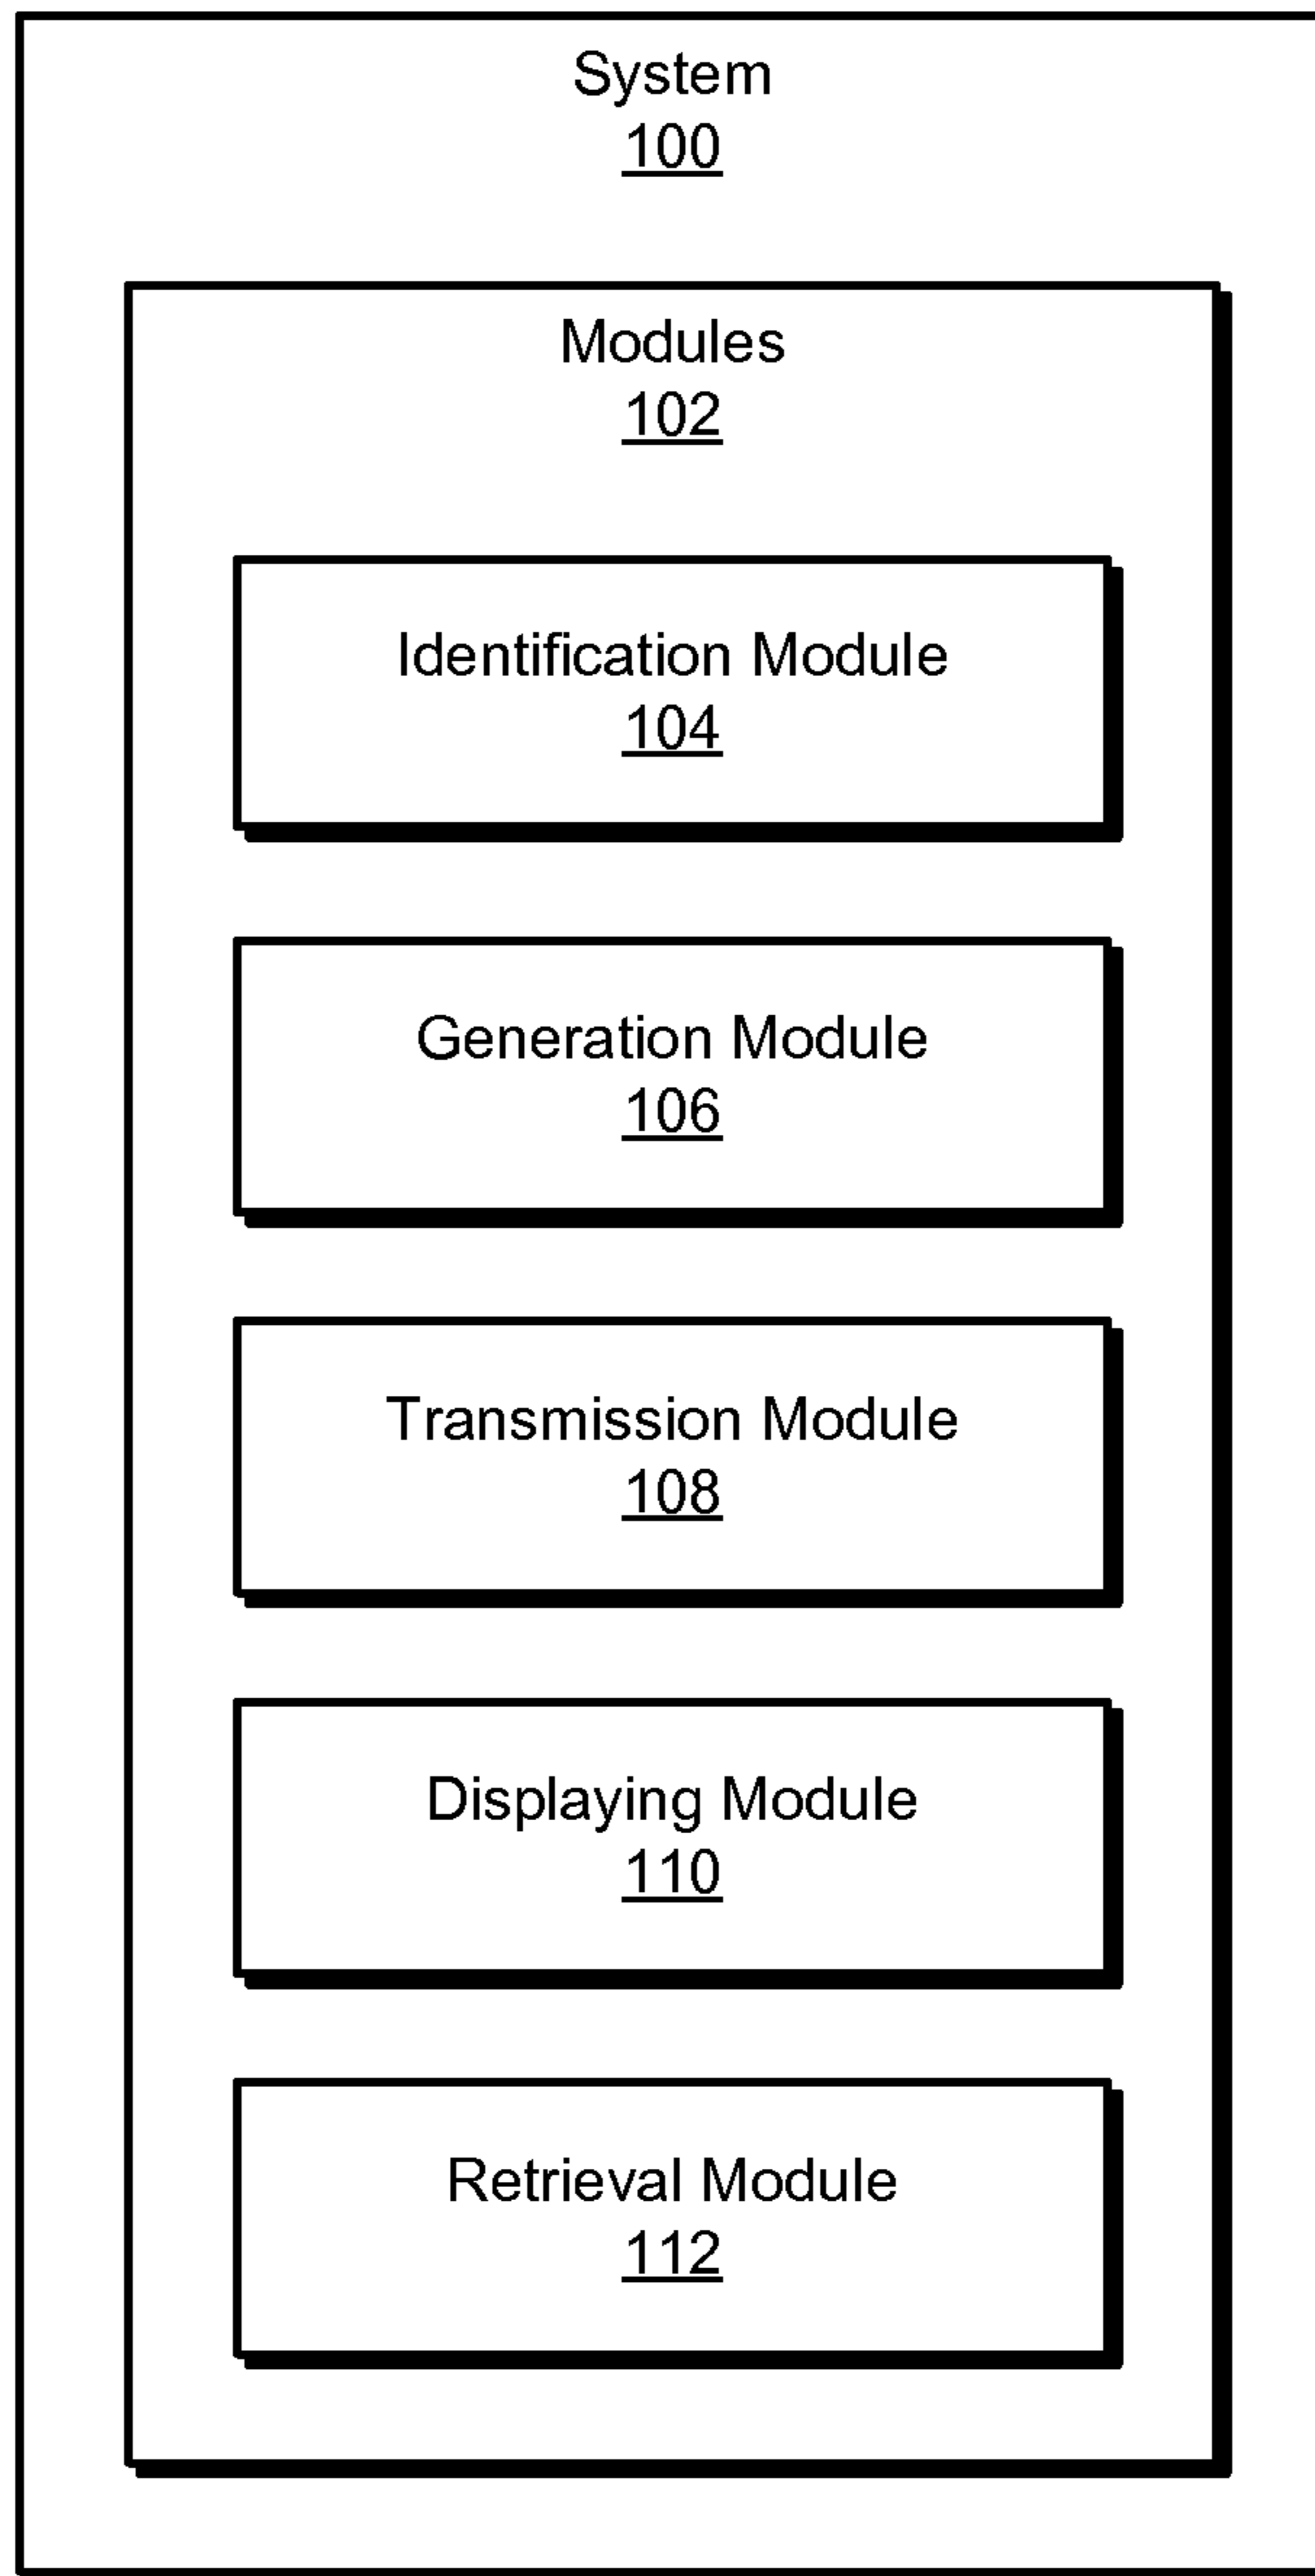 System
100
Modules
102
Identification Module
104
Generation Module
106
Transmission Module
108
Displaying Module
110
Retrieval Module
112